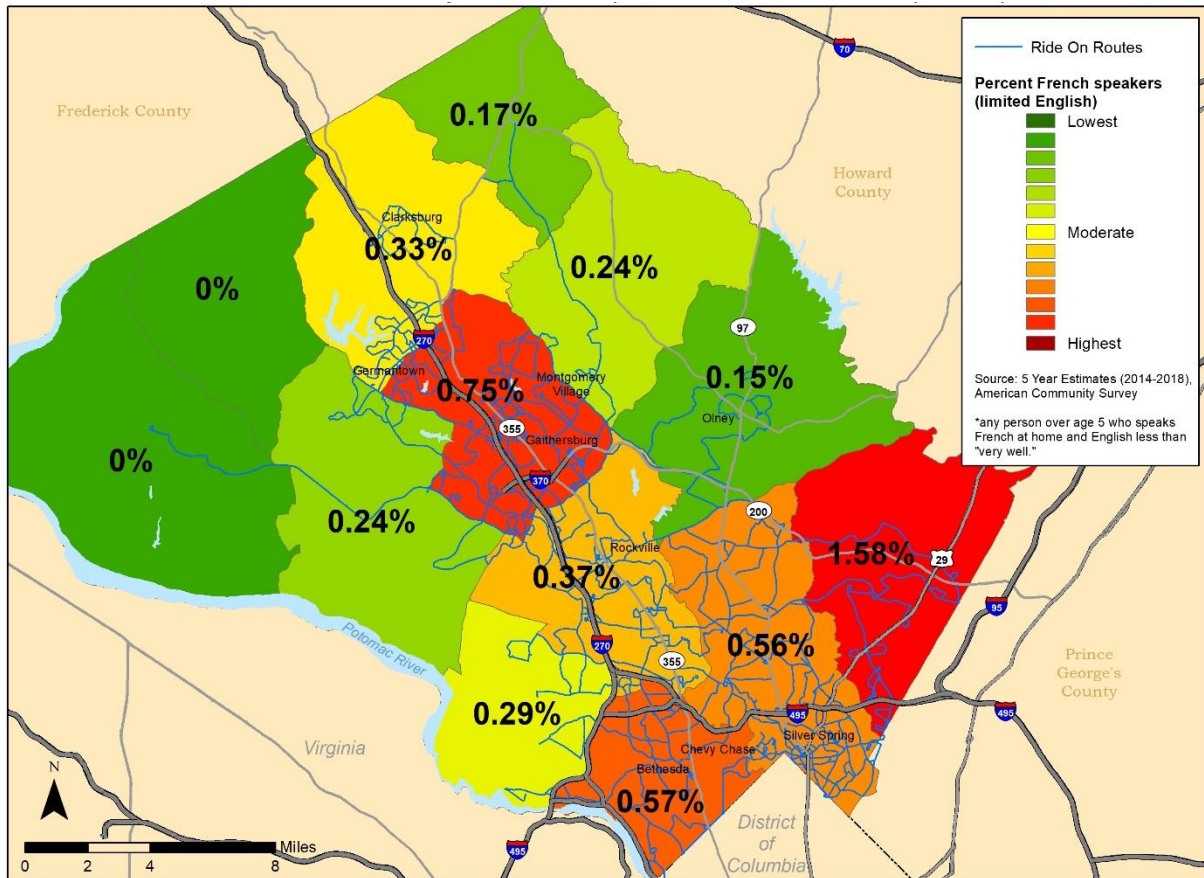 70
Frederick County
0.17%
Howard
County
Clarksburg
0.33%
0.24%
0%
97
270
Germantown
0.75%
Montgomery
Village
0.15%
Olney
355
Gaithersburg
0%
370
0.24%
200
Rockville
0.37%
1.58%
29
95
Potomac River
270
355
0.56%
Prince
George's
County
0.29%
495
495
Virginia
Chevy Chase
Silver Spring
Bethesda
0.57%
N
District
of
Columbia
Miles
0 2 4 8
495
Ride On Routes
Percent French speakers
(limited English)
Lowest
Moderate
Highest
Source: 5 Year Estimates (2014-2018),
American Community Survey
*any person over age 5 who speaks
French at home and English less than
"very well."